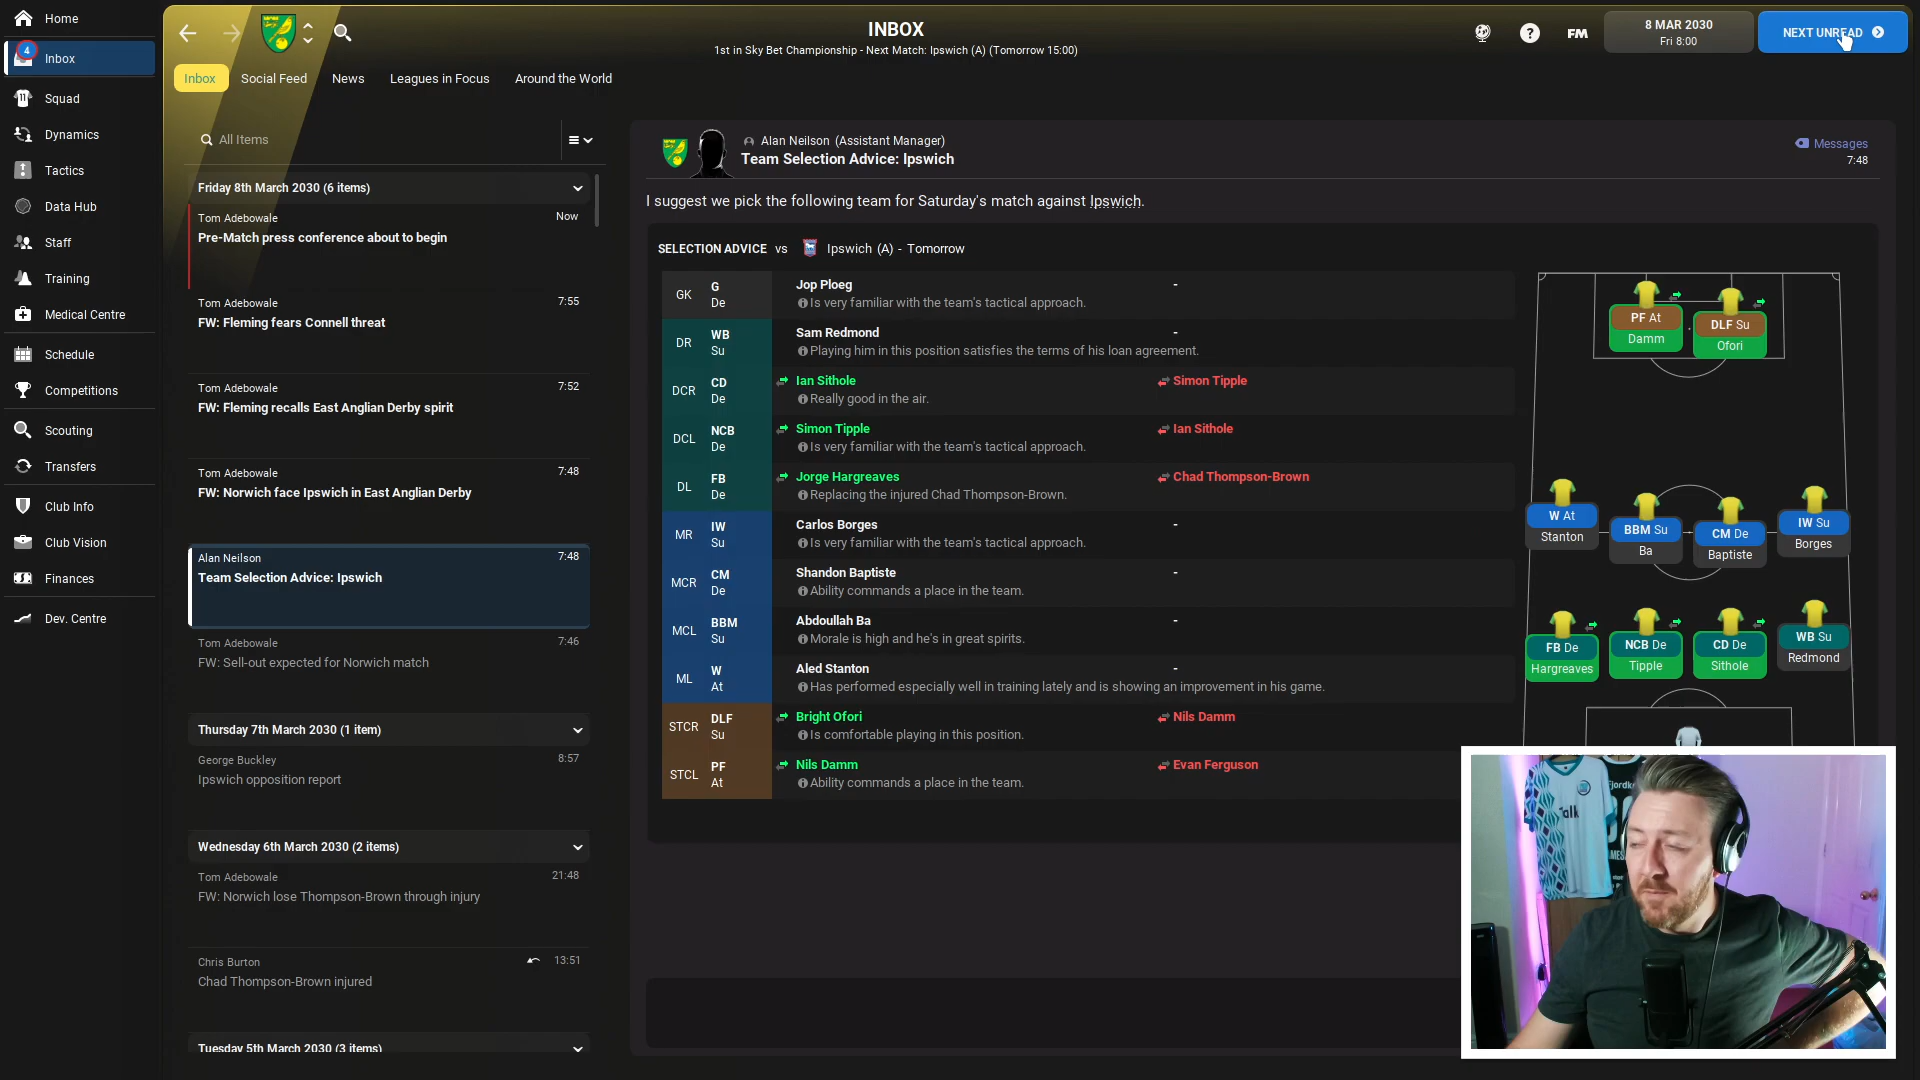 Home
4
Inbox
Squad
Dynamics
Tactics
Data Hub
Staff
Training
Medical Centre
Schedule
Competitions
Scouting
Transfers
Club Info
Club Vision
Finances
Dev. Centre
INBOX
1st in Sky Bet Championship - Next Match: Ipswich (A) (Tomorrow 15:00)
FM
8 MAR 2030
Fri 8:00
NEXT UNREAD
Inbox Social Feed News Leagues in Focus Around the World
All Items
Friday 8th March 2030 (6 items)
Tom Adebowale Now
Pre-Match press conference about to begin
Tom Adebowale 7:55
FW: Fleming fears Connell threat
Tom Adebowale 7:52
FW: Fleming recalls East Anglian Derby spirit
Tom Adebowale 7:48
FW: Norwich face Ipswich in East Anglian Derby
Alan Neilson 7:48
Team Selection Advice: Ipswich
Tom Adebowale 7:46
FW: Sell-out expected for Norwich match
Thursday 7th March 2030 (1 item)
George Buckley 8:57
Ipswich opposition report
Wednesday 6th March 2030 (2 items)
Tom Adebowale 21:48
FW: Norwich lose Thompson-Brown through injury
Chris Burton 13:51
Chad Thompson-Brown injured
Tuesday 5th March 2030 (3 items)
Alan Neilson (Assistant Manager)
Team Selection Advice: Ipswich
Messages
7:48
I suggest we pick the following team for Saturday's match against Ipswich.
SELECTION ADVICE vs Ipswich (A) - Tomorrow
GK G De Jop Ploeg -
Is very familiar with the team's tactical approach.
DR WB Su Sam Redmond -
Playing him in this position satisfies the terms of his loan agreement.
DCR CD De Ian Sithole Simon Tipple
Really good in the air.
DCL NCB De Simon Tipple Ian Sithole
Is very familiar with the team's tactical approach.
DL FB De Jorge Hargreaves Chad Thompson-Brown
Replacing the injured Chad Thompson-Brown.
MR IW Su Carlos Borges -
Is very familiar with the team's tactical approach.
MCR CM De Shandon Baptiste -
Ability commands a place in the team.
MCL BBM Su Abdoullah Ba -
Morale is high and he's in great spirits.
ML W At Aled Stanton -
Has performed especially well in training lately and is showing an improvement in his game.
STCR DLF Su Bright Ofori Nils Damm
Is comfortable playing in this position.
STCL PF At Nils Damm Evan Ferguson
Ability commands a place in the team.
PF At
Damm
DLF Su
Ofori
W At
Stanton
BBM Su
Ba
CM De
Baptiste
IW Su
Borges
FB De
Hargreaves
NCB De
Tipple
CD De
Sithole
WB Su
Redmond
Talk